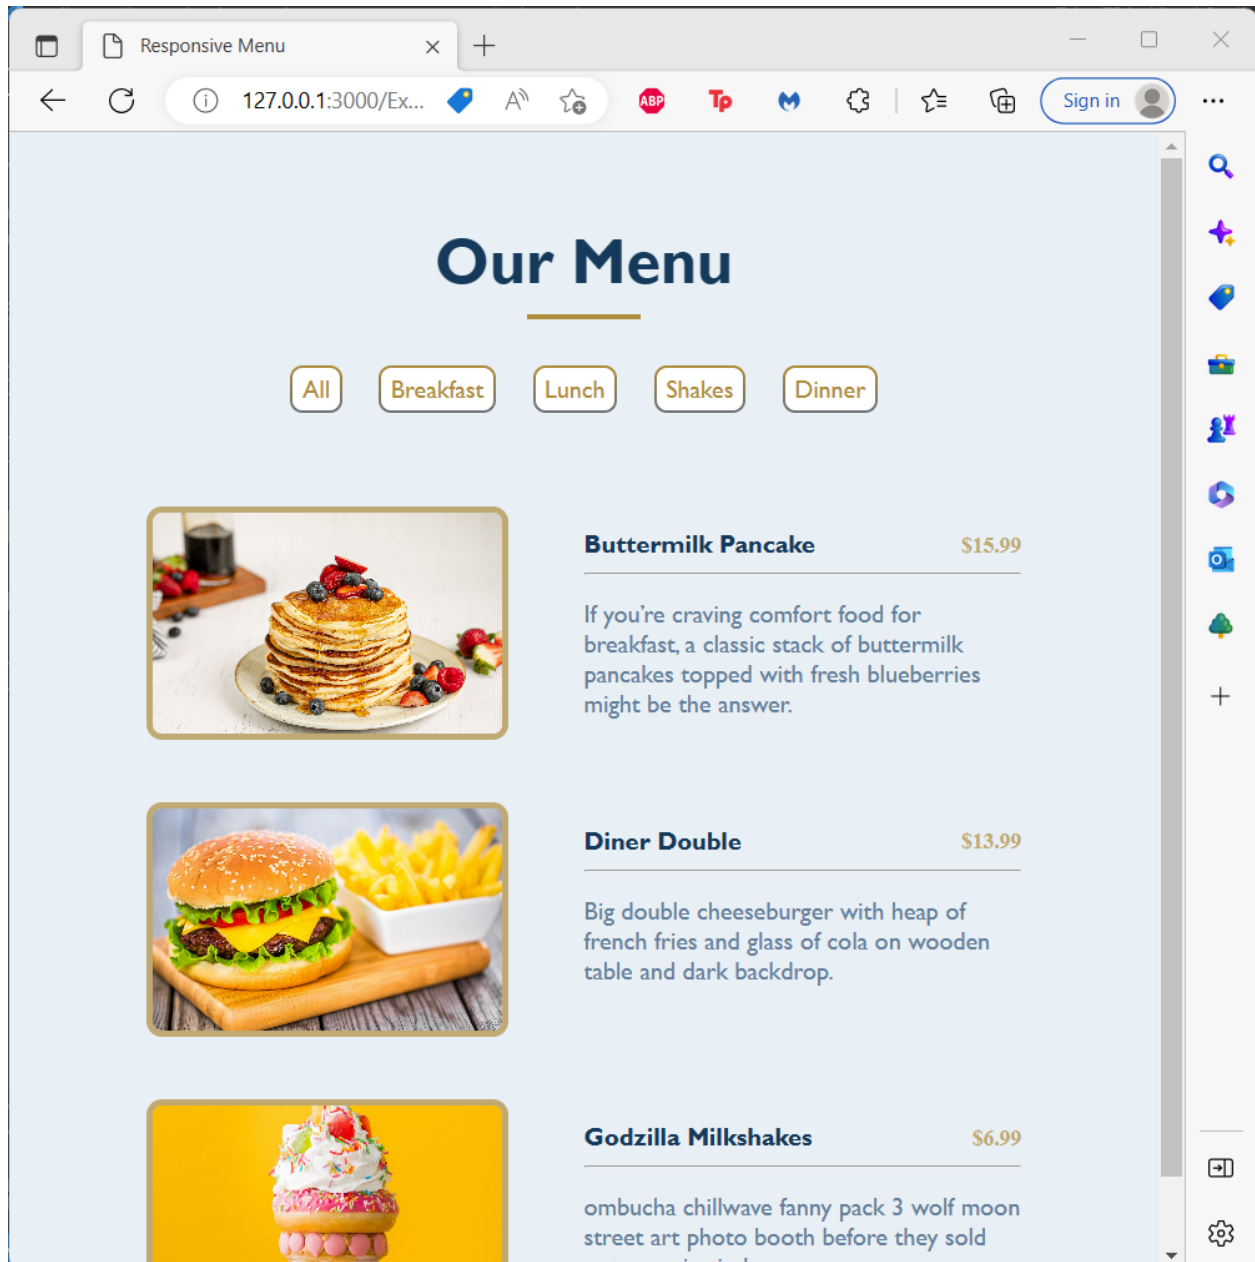 Responsive Menu
127.0.0.1:3000/Ex...
ABP
Tp
Sign in
Our Menu
All
Breakfast
Lunch
Shakes
Dinner
Buttermilk Pancake
$15.99
If you're craving comfort food for
breakfast, a classic stack of buttermilk
pancakes topped with fresh blueberries
might be the answer.
Diner Double
$13.99
Big double cheeseburger with heap of
french fries and glass of cola on wooden
table and dark backdrop.
Godzilla Milkshakes
$6.99
ombucha chillwave fanny pack 3 wolf moon
street art photo booth before they sold